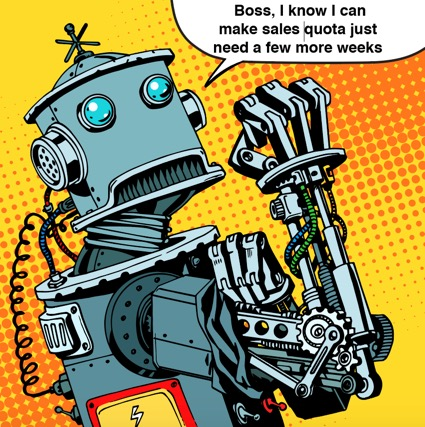 Boss, I know I can
make sales quota just
need a few more weeks